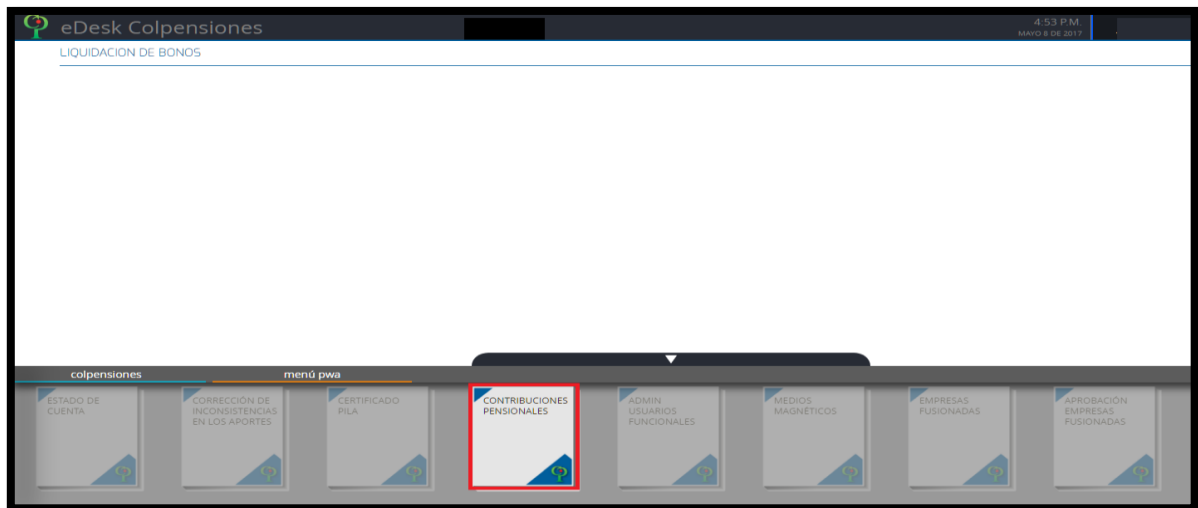 eDesk Colpensiones
4:53 P.M.
MAYO 8 DE 2017
LIQUIDACION DE BONOS
colpensiones
menú pwa
ESTADO DE
CUENTA
CORRECCIÓN DE
INCONSISTENCIAS
EN LOS APORTES
CERTIFICADO
PILA
CONTRIBUCIONES
PENSIONALES
ADMIN
USUARIOS
FUNCIONALES
MEDIOS
MAGNÉTICOS
EMPRESAS
FUSIONADAS
APROBACIÓN
EMPRESAS
FUSIONADAS